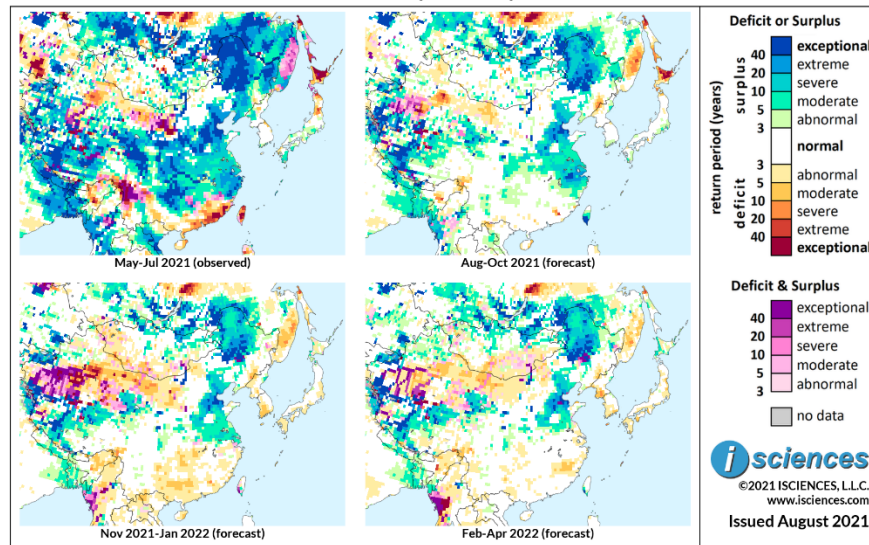 May-Jul 2021 (observed)
Aug-Oct 2021 (forecast)
Nov 2021-Jan 2022 (forecast)
Feb-Apr 2022 (forecast)
Deficit or Surplus
return period (years)
surplus
deficit
exceptional
40
extreme
20
severe
10
moderate
5
abnormal
3
normal
3
abnormal
5
moderate
10
severe
20
extreme
40
exceptional
Deficit & Surplus
exceptional
40
extreme
20
severe
10
moderate
5
abnormal
3
no data
i sciences
©2021 ISCIENCES, L.L.C.
www.isciences.com
Issued August 2021